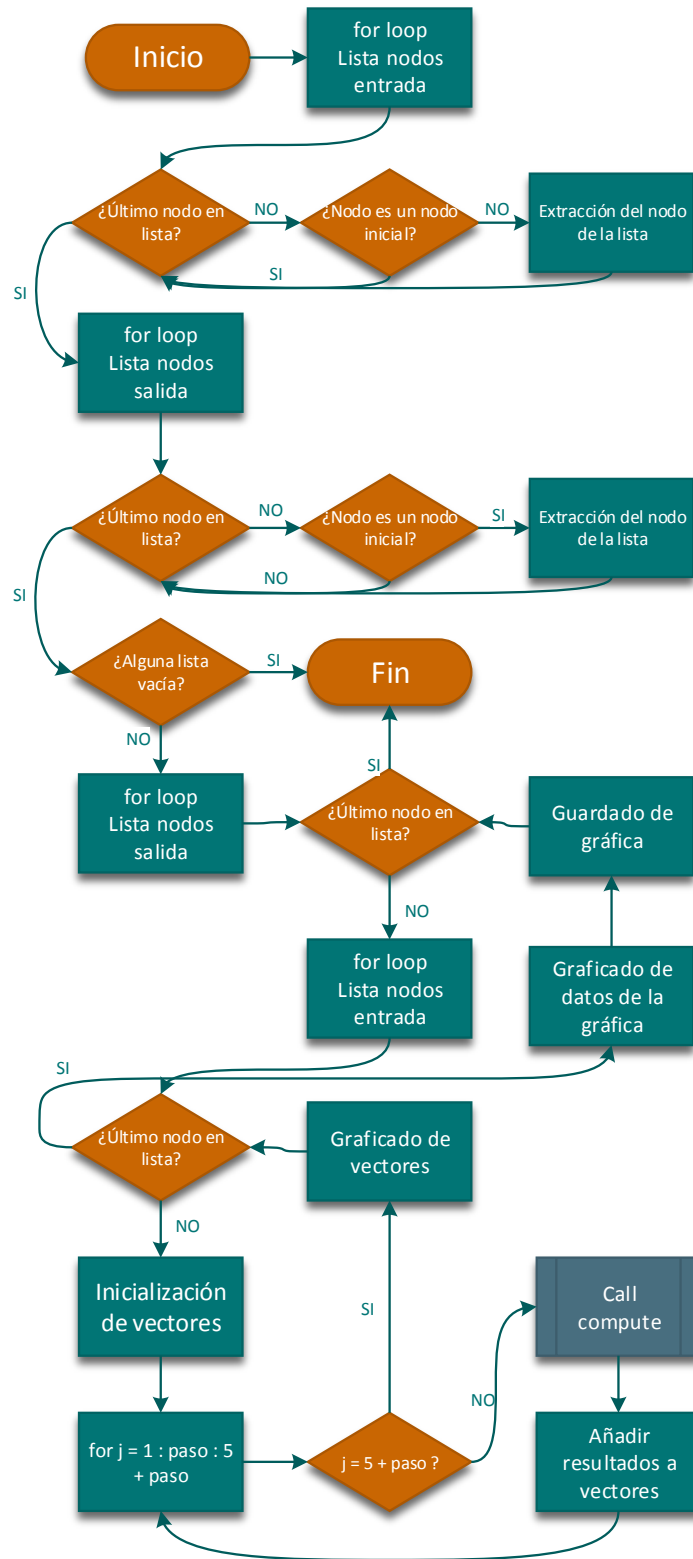 Inicio
for loop
Lista nodos
entrada
¿Último nodo en
lista?
NO
¿Nodo es un nodo
inicial?
NO
Extracción del nodo
de la lista
SI
SI
for loop
Lista nodos
salida
¿Último nodo en
lista?
NO
¿Nodo es un nodo
inicial?
SI
Extracción del nodo
de la lista
NO
SI
¿Alguna lista
vacía?
SI
Fin
NO
for loop
Lista nodos
salida
SI
¿Último nodo en
lista?
Guardado de
gráfica
NO
for loop
Lista nodos
entrada
Graficado de
datos de la
gráfica
SI
¿Último nodo en
lista?
Graficado de
vectores
NO
Inicialización
de vectores
SI
Call
compute
NO
for j = 1 : paso : 5
+ paso
j = 5 + paso ?
Añadir
resultados a
vectores